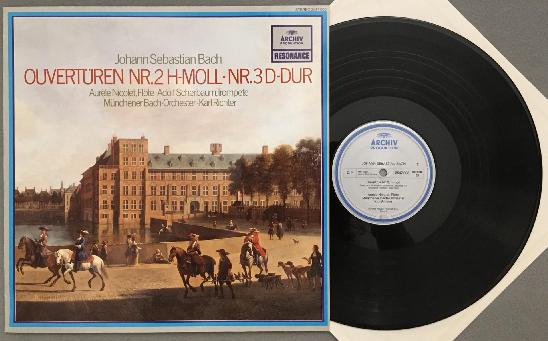 ARCHIV
PRODUKTION
RESONANCE
Johann Sebastian Bach
OUVERTÜREN NR.2 H-MOLL·NR.3 D-DUR
Aurèle Nicolet, Flöte·Adolf Scherbaum, Trompete
Münchener Bach-Orchester·Karl Richter
ARCHIV
PRODUKTION
JOHANN SEBASTIAN BACH